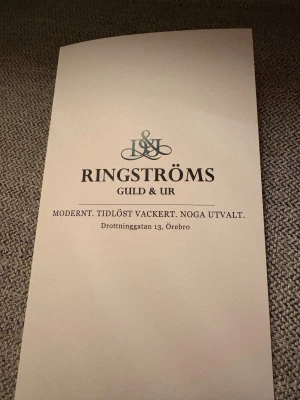 RINGSTRÖMS
GULD & UR
MODERNT. TIDLÖST VACKERT. NOGA UTVALT.
Drottninggatan 13, Örebro